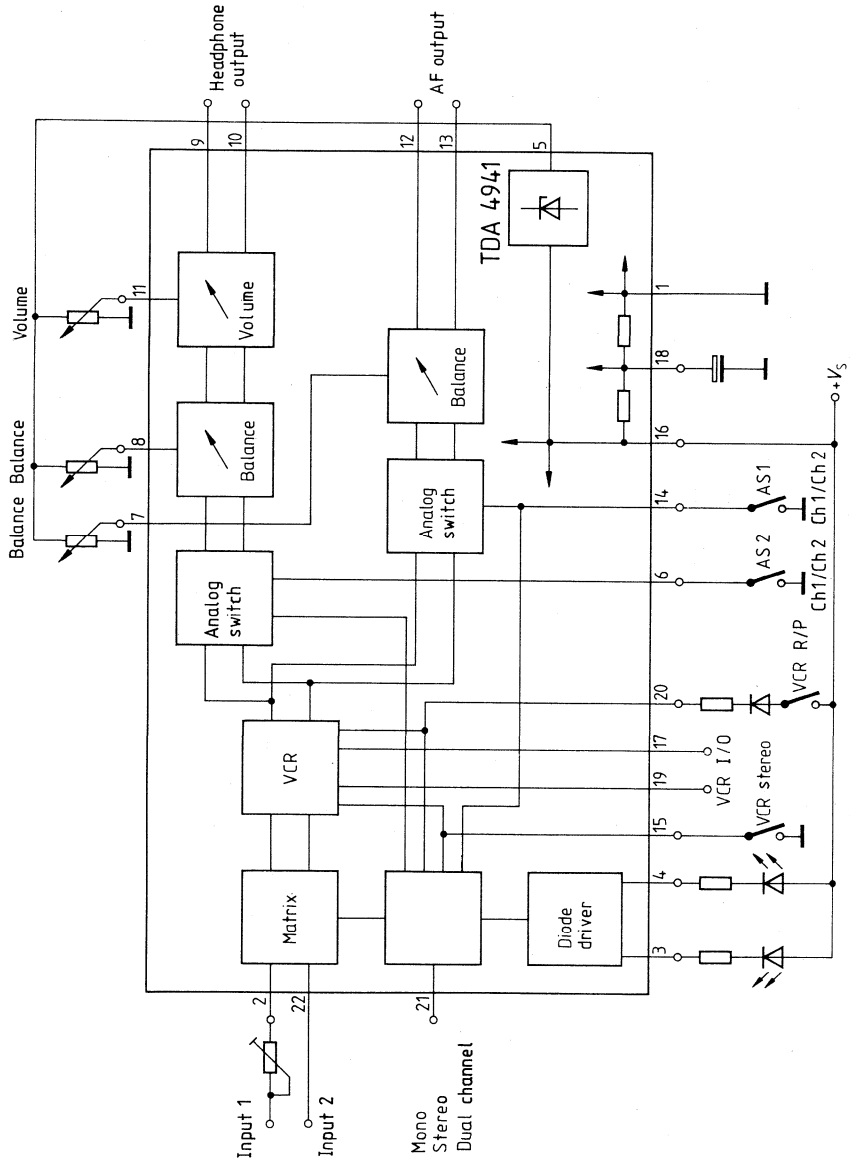 Headphone
output
AF output
9
10
12
13
5
TDA 4941
Volume
11
Volume
Balance
8
Balance
Balance
Balance
7
Analog
switch
Analog
switch
1
18
16
+VS
14
AS1
Ch1/Ch2
6
AS2
Ch1/Ch2
20
VCR R/P
VCR
17
19
VCR I/O
15
VCR stereo
Matrix
Diode
driver
4
3
2
22
21
Input 1
Input 2
Mono
Stereo
Dual channel